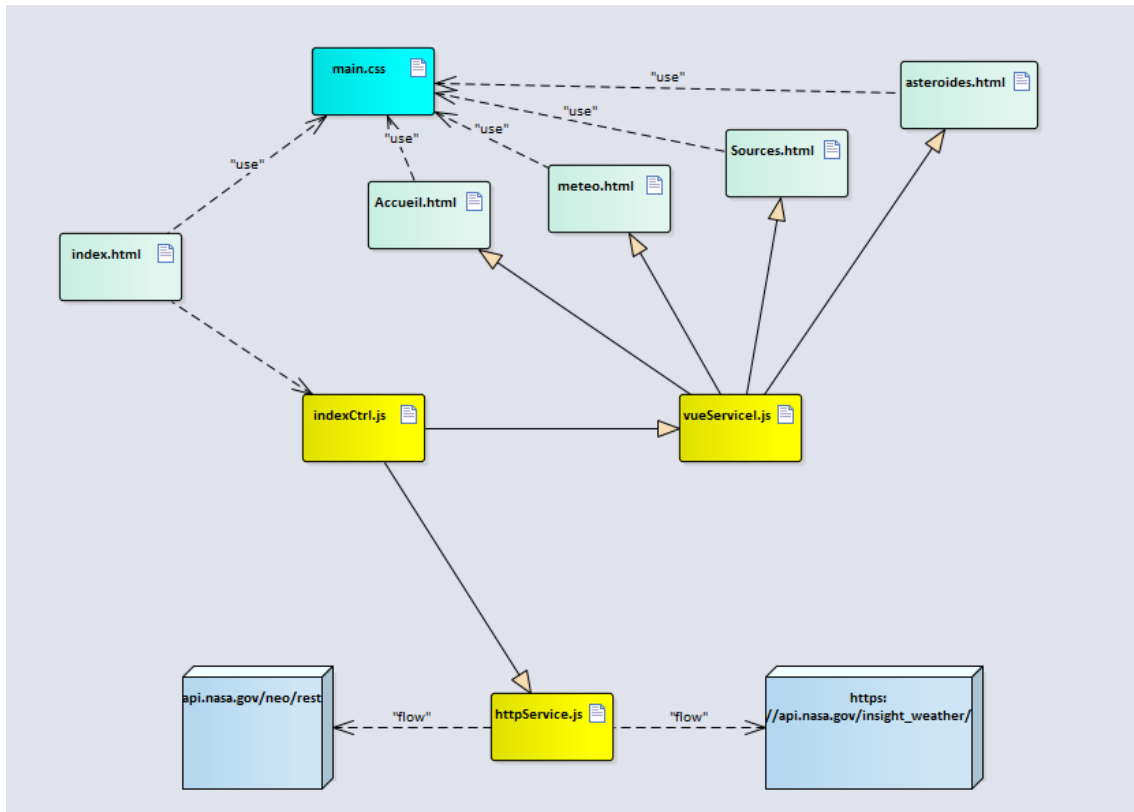 main.css
asteroides.html
"use"
"use"
Sources.html
"use"
"use"
"use"
meteo.html
Accueil.html
index.html
indexCtrl.js
vueServiceI.js
api.nasa.gov/neo/rest
https:
//api.nasa.gov/insight_weather/
httpService.js
"flow"
"flow"